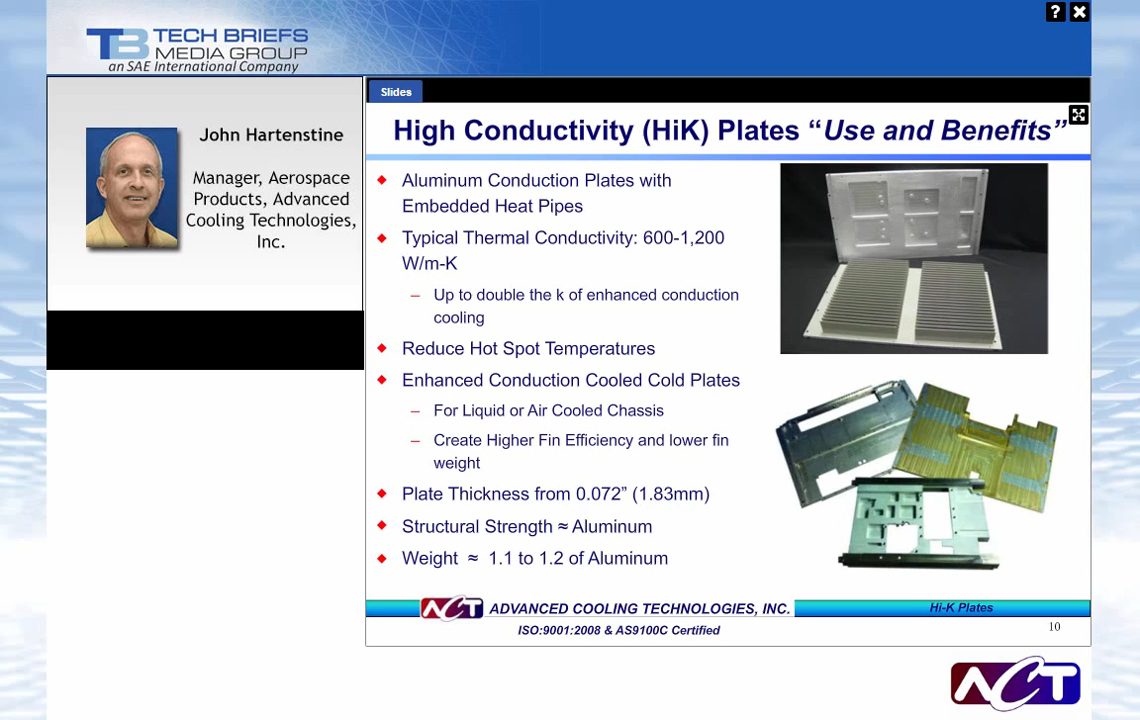 TB TECH BRIEFS
MEDIA GROUP
an SAE International Company
? ✖
John Hartenstine
Manager, Aerospace
Products, Advanced
Cooling Technologies,
Inc.
Slides
High Conductivity (HiK) Plates “Use and Benefits”
Aluminum Conduction Plates with
Embedded Heat Pipes
Typical Thermal Conductivity: 600-1,200
W/m-K
– Up to double the k of enhanced conduction
cooling
Reduce Hot Spot Temperatures
Enhanced Conduction Cooled Cold Plates
– For Liquid or Air Cooled Chassis
– Create Higher Fin Efficiency and lower fin
weight
Plate Thickness from 0.072” (1.83mm)
Structural Strength ≈ Aluminum
Weight ≈ 1.1 to 1.2 of Aluminum
ACT ADVANCED COOLING TECHNOLOGIES, INC.
Hi-K Plates
ISO:9001:2008 & AS9100C Certified
10
ACT